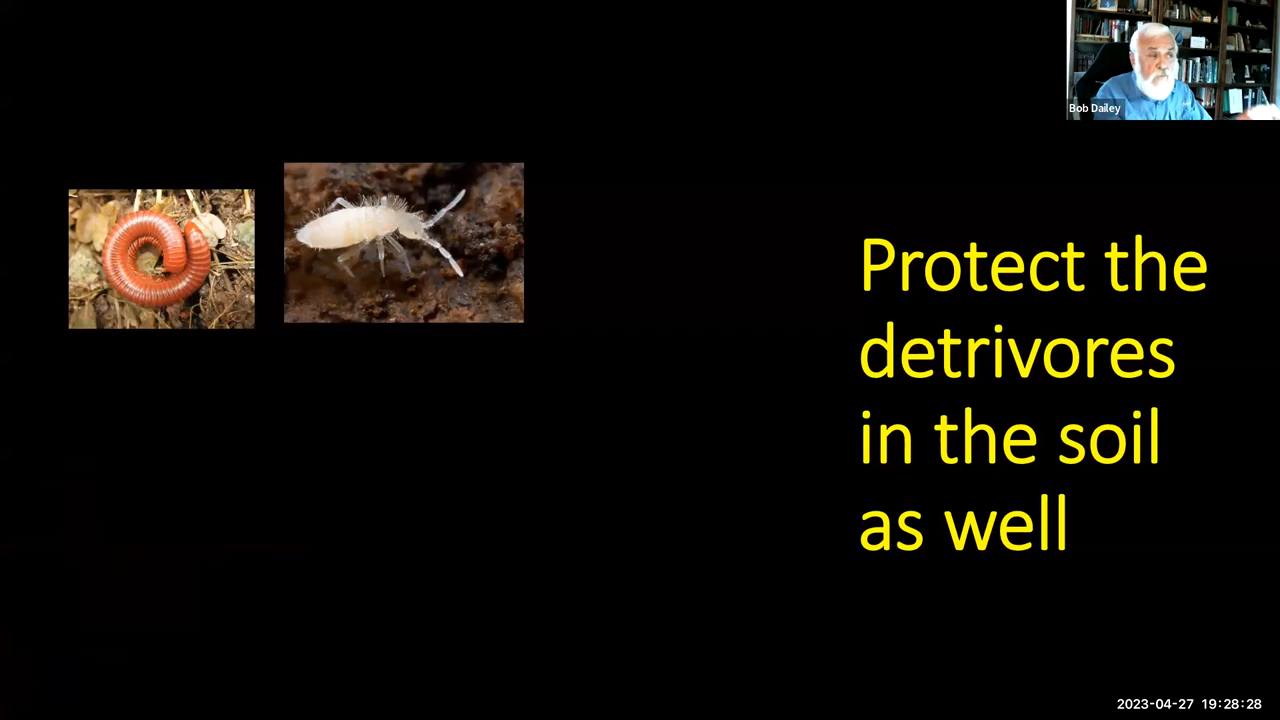 Bob Dailey
Protect the
detrivores
in the soil
as well
2023-04-27 19:28:28